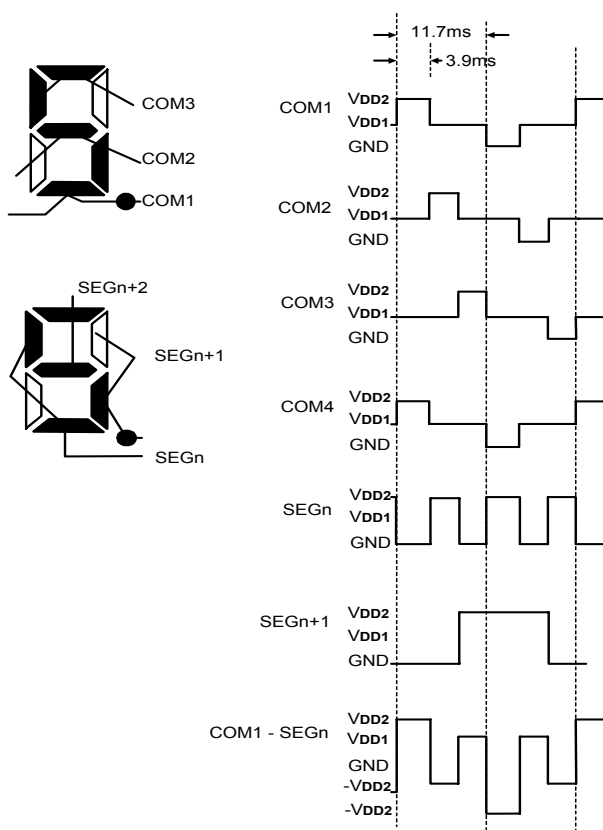 11.7ms
3.9ms
COM3
COM2
COM1
SEGn+2
SEGn+1
SEGn
COM1
VDD2
VDD1
GND
COM2
VDD2
VDD1
GND
COM3
VDD2
VDD1
GND
COM4
VDD2
VDD1
GND
SEGn
VDD2
VDD1
GND
SEGn+1
VDD2
VDD1
GND
COM1 - SEGn
VDD2
VDD1
GND
-VDD2
-VDD2